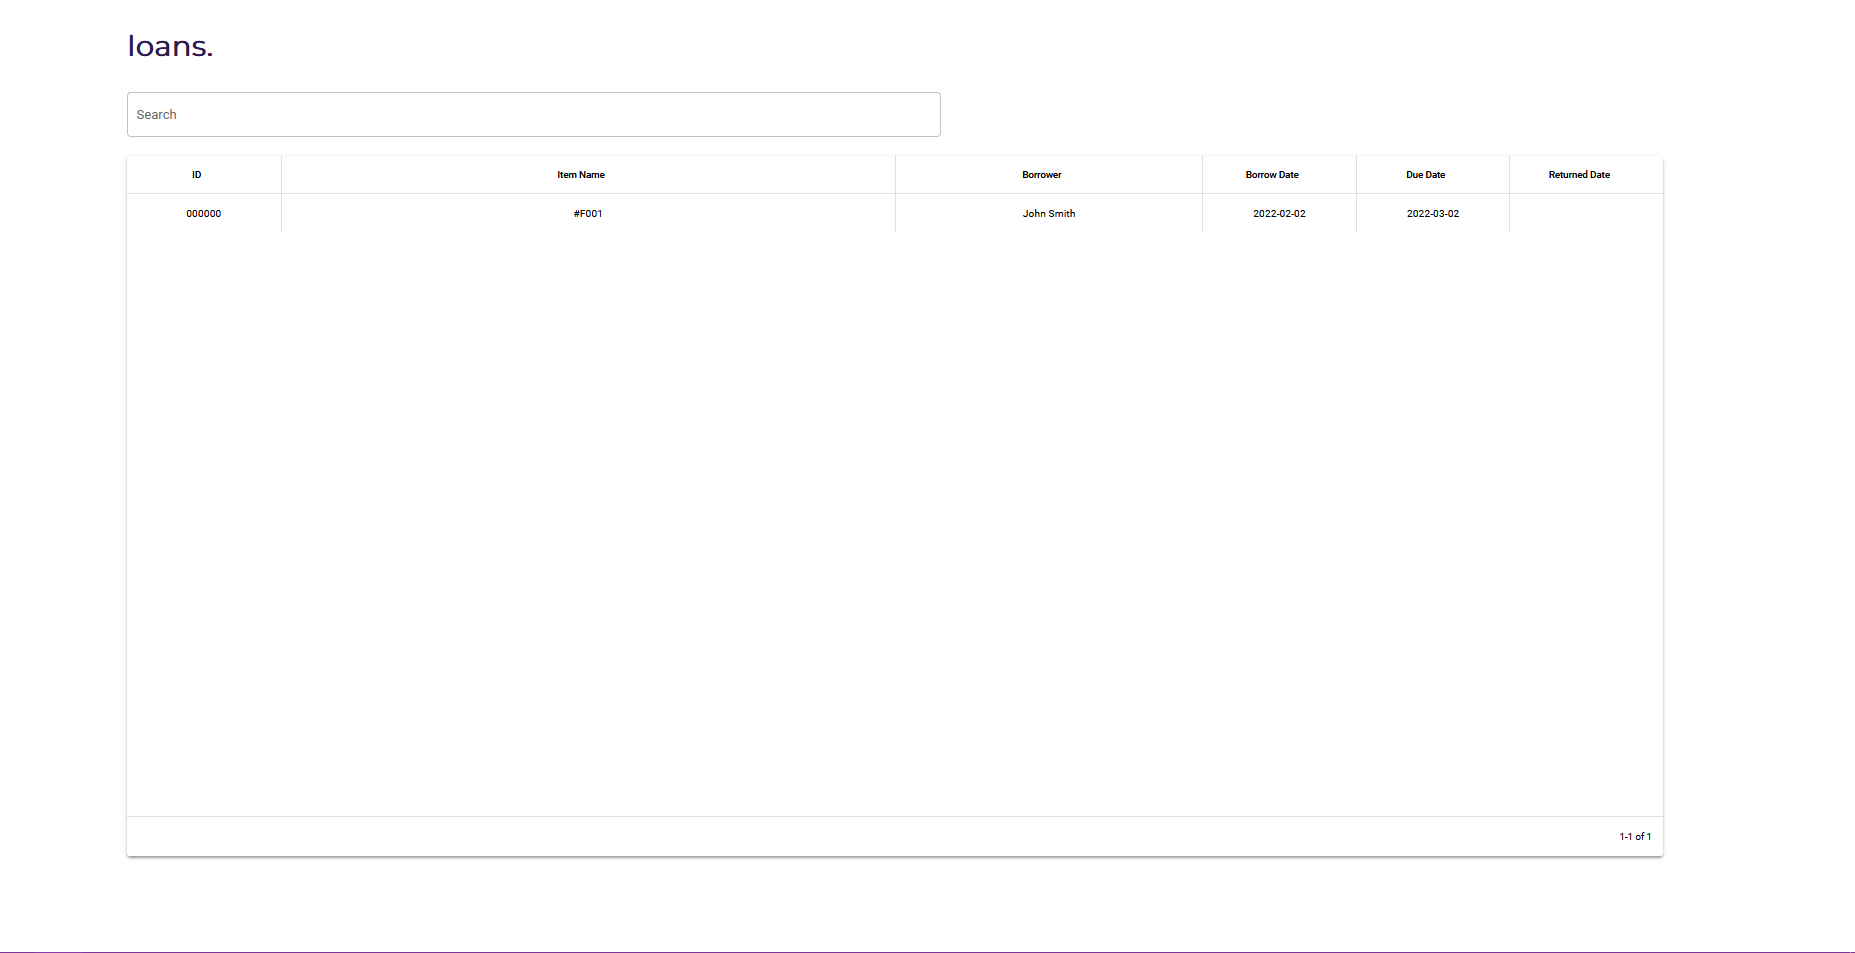 loans.
Search
ID Item Name Borrower Borrow Date Due Date Returned Date
000000 #F001 John Smith 2022-02-02 2022-03-02
1-1 of 1